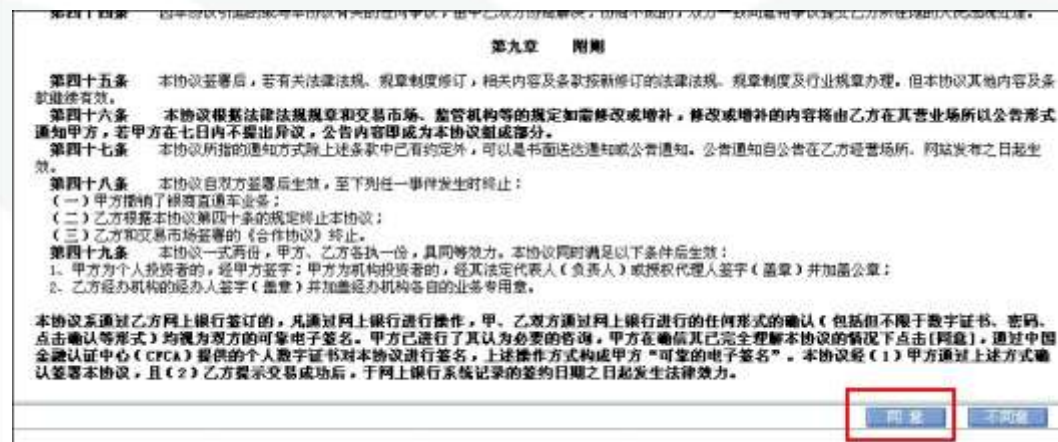 第九章 附则
第四十五条 本协议签署后，若有关法律法规、规章制度修订，相关内容及条款按新修订的法律法规、规章制度及行业规章办理。但本协议其他内容及条
款继续有效。
第四十六条 本协议根据法律法规规章和交易市场、监管机构等的规定如需修改或增补，修改或增补的内容将由乙方在其营业场所以公告形式
通知甲方，若甲方在七日内不提出异议，公告内容即成为本协议组成部分。
第四十七条 本协议所指的通知方式除上述条款中已有约定外，可以是书面送达通知或公告通知。公告通知自公告在乙方经营场所、网站发布之日起生
效。
第四十八条 本协议自双方签署后生效，至下列任一事件发生时终止：
（一）甲方撤销了银商直通车业务；
（二）乙方根据本协议第四十条的规定终止本协议；
（三）乙方和交易市场签署的《合作协议》终止。
第四十九条 本协议一式两份，甲方、乙方各执一份，具同等效力。本协议同时满足以下条件后生效：
1、甲方为个人投资者的，经甲方签字；甲方为机构投资者的，经其法定代表人（负责人）或授权代理人签字（盖章）并加盖公章；
2、乙方经办机构的经办人签字（盖章）并加盖经办机构各自的业务专用章。
本协议系通过乙方网上银行签订的，凡通过网上银行进行操作，甲、乙双方通过网上银行进行的任何形式的确认（包括但不限于数字证书、密码、
点击确认等形式）均视为双方的可靠电子签名。甲方已进行了其认为必要的咨询，甲方在确信其已完全理解本协议的情况下点击[同意]，通过中国
金融认证中心（CFCA）提供的个人数字证书对本协议进行签名，上述操作方式构成甲方“可靠的电子签名”。本协议经（1）甲方通过上述方式确
认签署本协议，且（2）乙方提示交易成功后，于网上银行系统记录的签约日期之日起发生法律效力。
同意 不同意